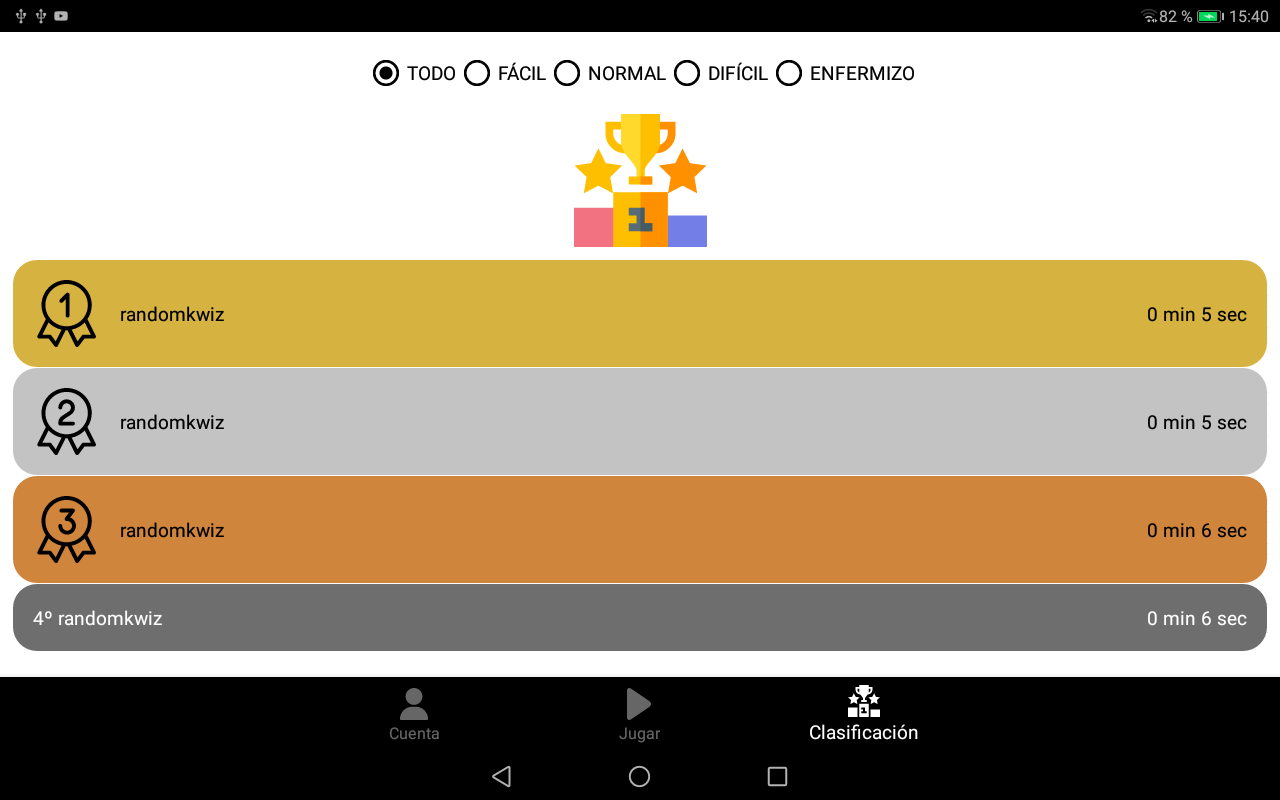 82 % 15:40
TODO FÁCIL NORMAL DIFÍCIL ENFERMIZO
1
1 randomkwiz 0 min 5 sec
2 randomkwiz 0 min 5 sec
3 randomkwiz 0 min 6 sec
4º randomkwiz 0 min 6 sec
1
Cuenta Jugar Clasificación